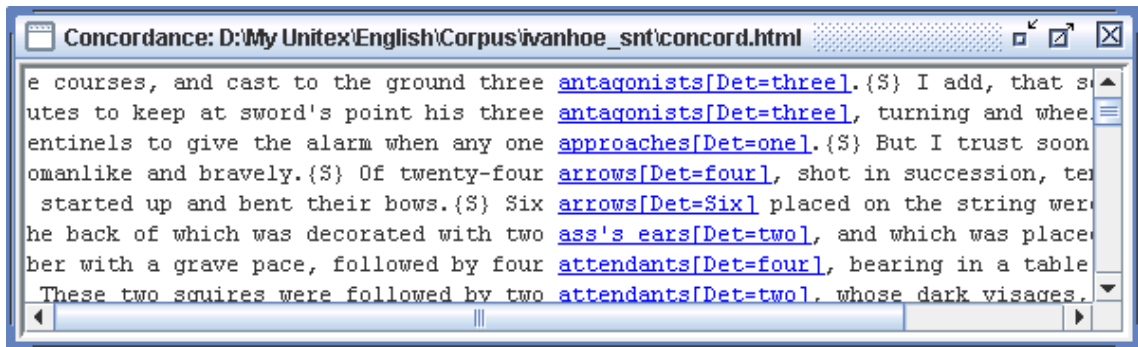 Concordance: D:\My Unitex\English\Corpus\ivanhoe_snt\concord.html
e courses, and cast to the ground three antagonists[Det=three].{S} I add, that s
utes to keep at sword's point his three antagonists[Det=three], turning and whee
entinels to give the alarm when any one approaches[Det=one].{S} But I trust soon
omanlike and bravely.{S} Of twenty-four arrows[Det=four], shot in succession, te
started up and bent their bows.{S} Six arrows[Det=Six] placed on the string wer
he back of which was decorated with two ass's ears[Det=two], and which was place
ber with a grave pace, followed by four attendants[Det=four], bearing in a table
These two squires were followed by two attendants[Det=two], whose dark visages,